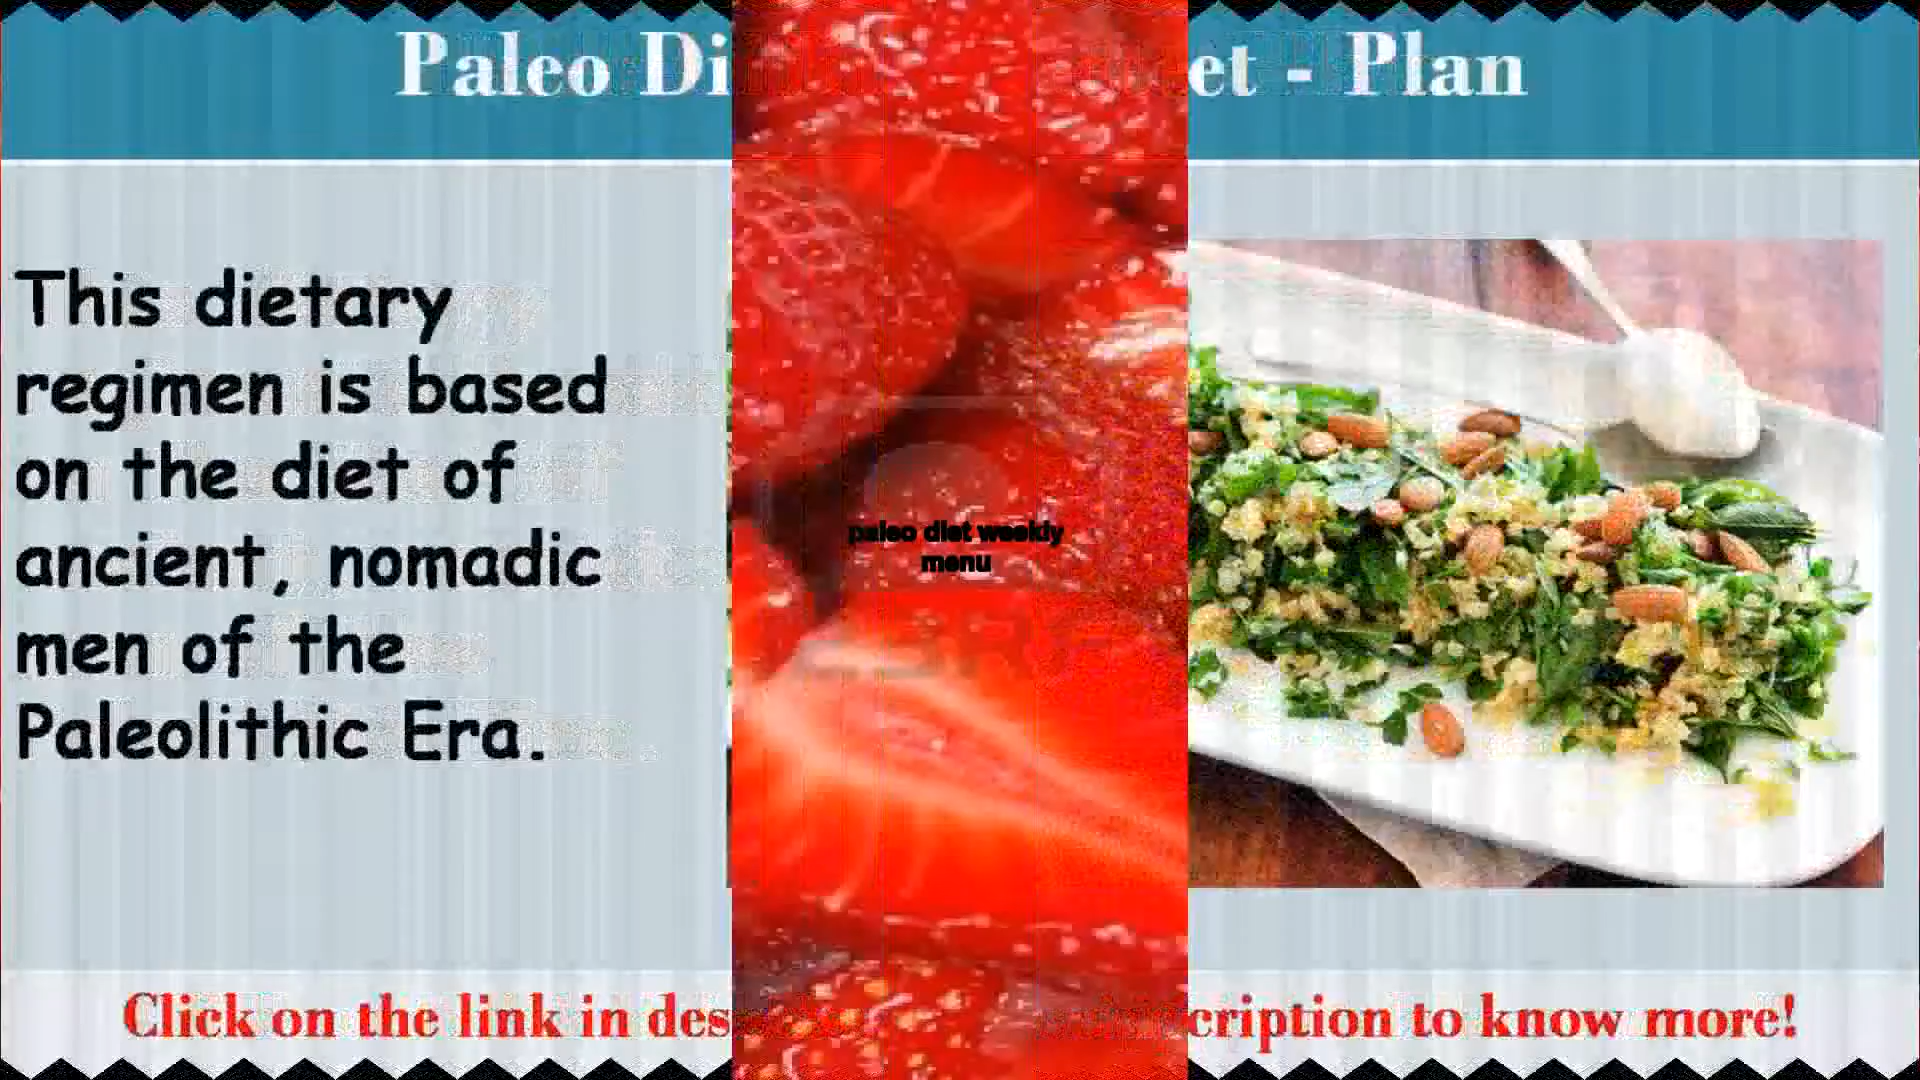 Paleo Di et - Plan
This dietary
regimen is based
on the diet of
ancient, nomadic
men of the
Paleolithic Era.
paleo diet weekly
menu
Click on the link in des cription to know more!